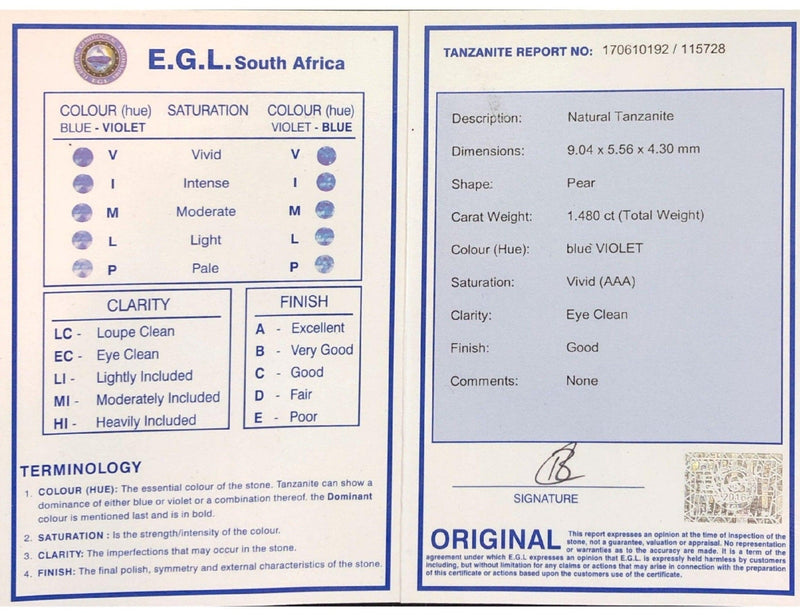 E.G.L. South Africa
COLOUR (hue) SATURATION COLOUR (hue)
BLUE - VIOLET VIOLET - BLUE
V Vivid V
I Intense I
M Moderate M
L Light L
P Pale P
CLARITY
LC - Loupe Clean
EC - Eye Clean
LI - Lightly Included
MI - Moderately Included
HI - Heavily Included
FINISH
A - Excellent
B - Very Good
C - Good
D - Fair
E - Poor
TERMINOLOGY
1. COLOUR (HUE): The essential colour of the stone. Tanzanite can show a
dominance of either blue or violet or a combination thereof. the Dominant
colour is mentioned last and is in bold.
2. SATURATION : Is the strength/intensity of the colour.
3. CLARITY: The imperfections that may occur in the stone.
4. FINISH: The final polish, symmetry and external characteristics of the stone.
TANZANITE REPORT NO: 170610192 / 115728
Description: Natural Tanzanite
Dimensions: 9.04 x 5.56 x 4.30 mm
Shape: Pear
Carat Weight: 1.480 ct (Total Weight)
Colour (Hue): blue VIOLET
Saturation: Vivid (AAA)
Clarity: Eye Clean
Finish: Good
Comments: None
SIGNATURE
ORIGINAL This report expresses an opinion at the time of inspection of the
stone, not a guarantee, valuation or appraisal. No representation
or warranties as to the accuracy are made. It is a term of the
agreement under which E.G.L expresses an opinion that E.G.L. is expressly held harmless by customers
including, but without limitation for any claims or actions that may arise in connection with the preparation
of this certificate or actions based upon the customers use of the certificate.